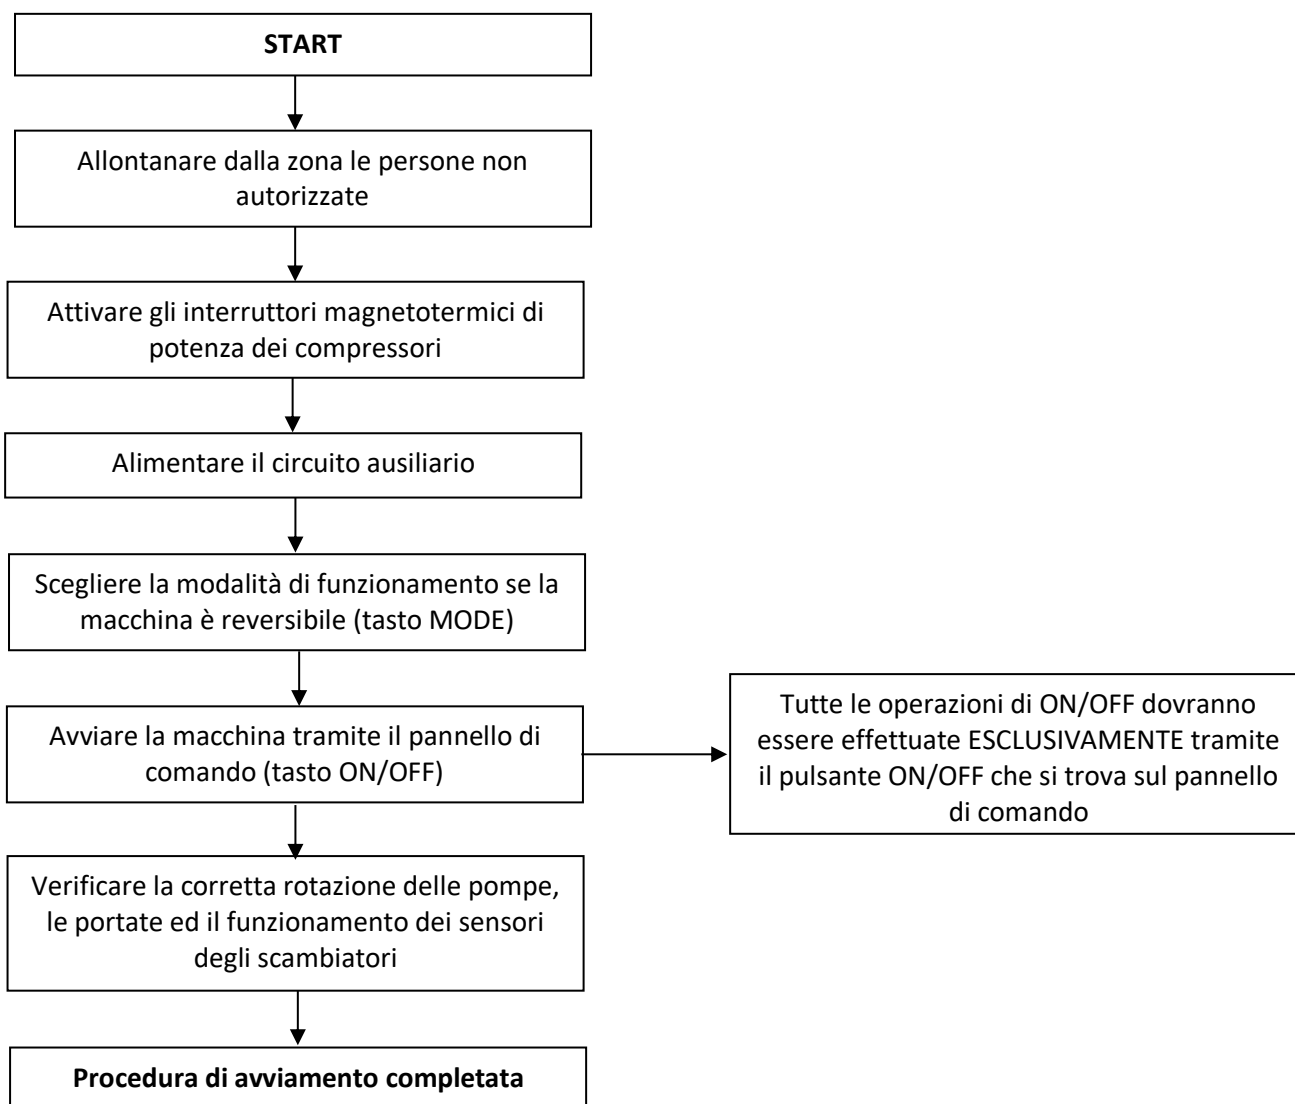 START
Allontanare dalla zona le persone non
autorizzate
Attivare gli interruttori magnetotermici di
potenza dei compressori
Alimentare il circuito ausiliario
Scegliere la modalità di funzionamento se la
macchina è reversibile (tasto MODE)
Avviare la macchina tramite il pannello di
comando (tasto ON/OFF)
Tutte le operazioni di ON/OFF dovranno
essere effettuate ESCLUSIVAMENTE tramite
il pulsante ON/OFF che si trova sul pannello
di comando
Verificare la corretta rotazione delle pompe,
le portate ed il funzionamento dei sensori
degli scambiatori
Procedura di avviamento completata